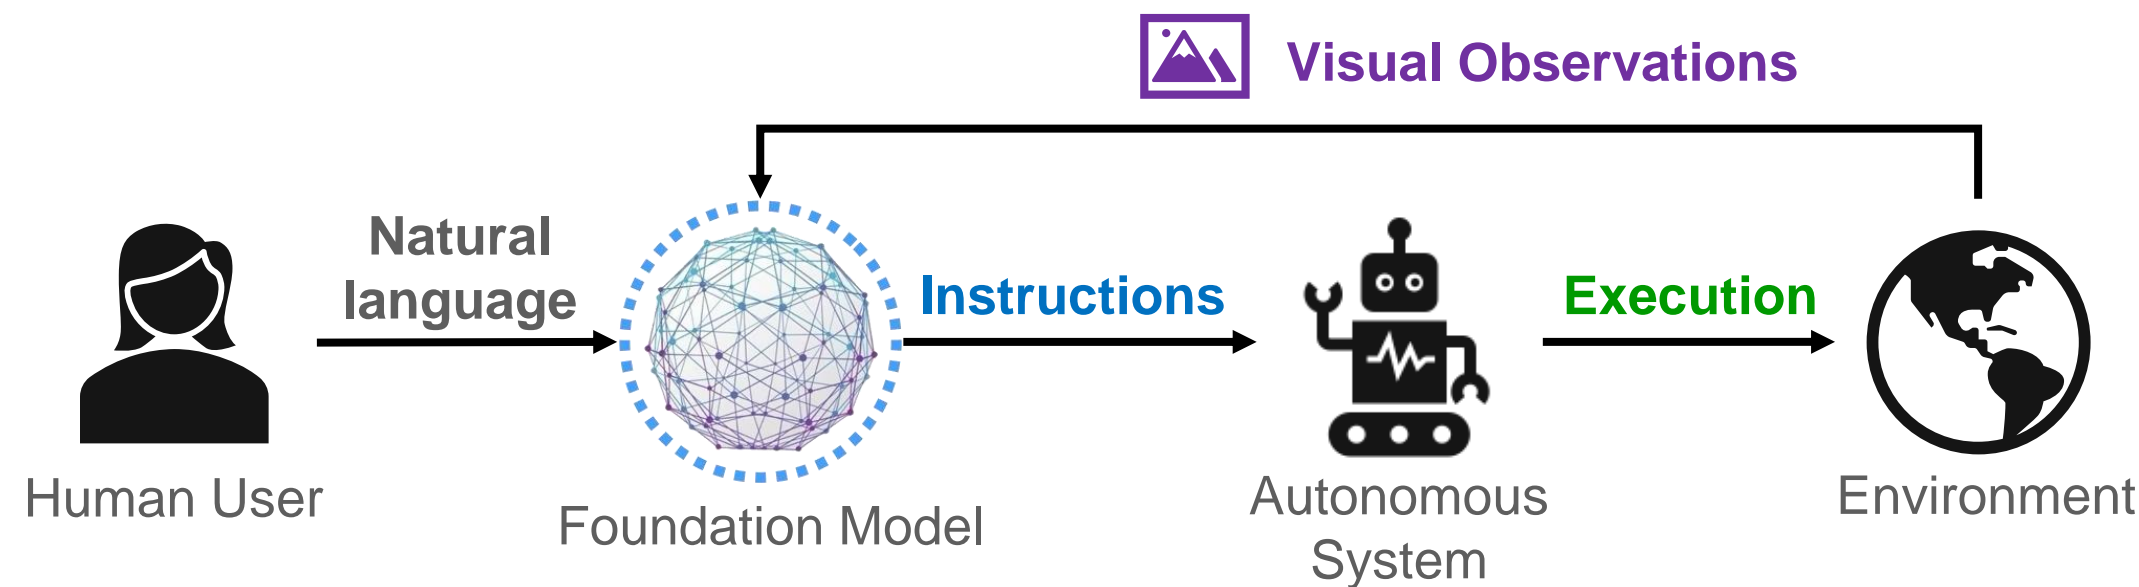 Visual Observations
Natural
language
Instructions
Execution
Human User
Foundation Model
Autonomous
System
Environment